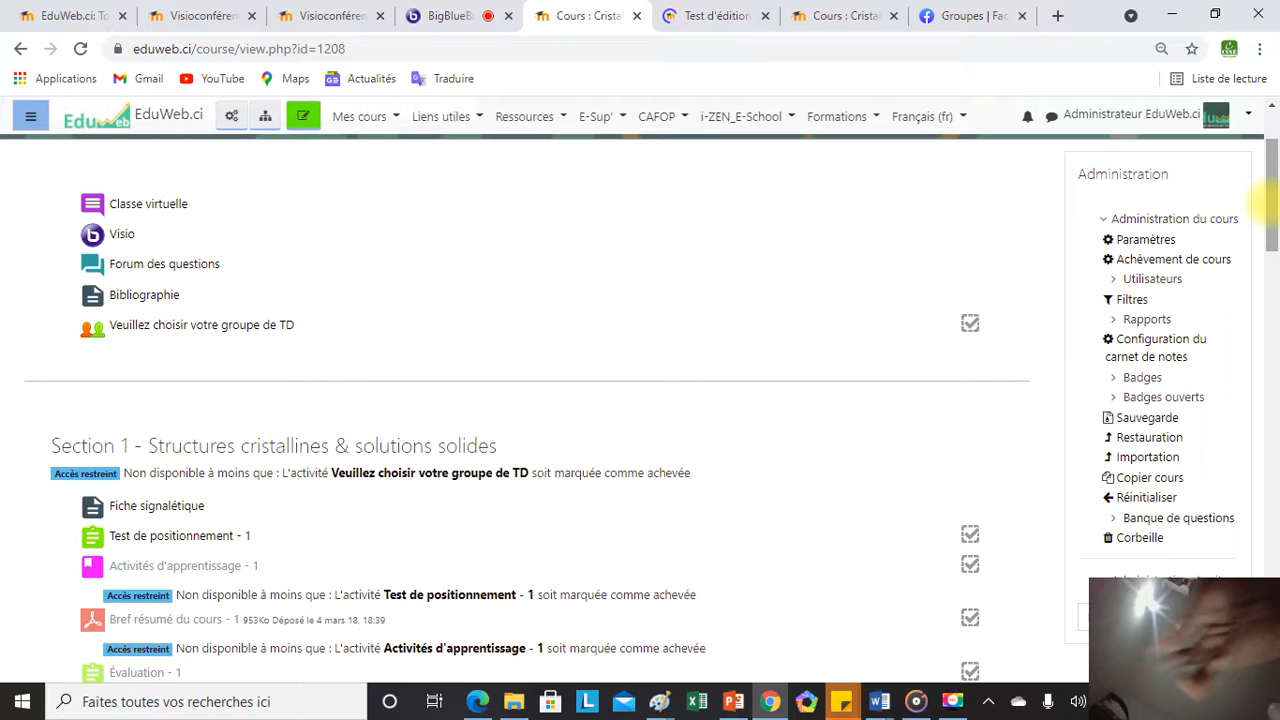 EduWeb.ci: To
Visioconféren
Visioconféren
BigBlueBu
Cours : Cristal
Test d'édition
Cours : Cristal
Groupes | Fac
eduweb.ci/course/view.php?id=1208
Applications
Gmail
YouTube
Maps
Actualités
Traduire
Liste de lecture
EduWeb
EduWeb.ci
Mes cours
Liens utiles
Ressources
E-Sup'
CAFOP
i-ZEN_E-School
Formations
Français (fr)
Administrateur EduWeb.ci
Classe virtuelle
Visio
Forum des questions
Bibliographie
Veuillez choisir votre groupe de TD
Section 1 - Structures cristallines & solutions solides
Accès restreint Non disponible à moins que : L'activité Veuillez choisir votre groupe de TD soit marquée comme achevée
Fiche signalétique
Test de positionnement - 1
Activités d'apprentissage - 1
Accès restreint Non disponible à moins que : L'activité Test de positionnement - 1 soit marquée comme achevée
Bref résumé du cours - 1 953Ko Déposé le 4 mars 18, 18:39
Accès restreint Non disponible à moins que : L'activité Activités d'apprentissage - 1 soit marquée comme achevée
Évaluation - 1
Administration
Administration du cours
Paramètres
Achèvement de cours
Utilisateurs
Filtres
Rapports
Configuration du
carnet de notes
Badges
Badges ouverts
Sauvegarde
Restauration
Importation
Copier cours
Réinitialiser
Banque de questions
Corbeille
Faites toutes vos recherches ici